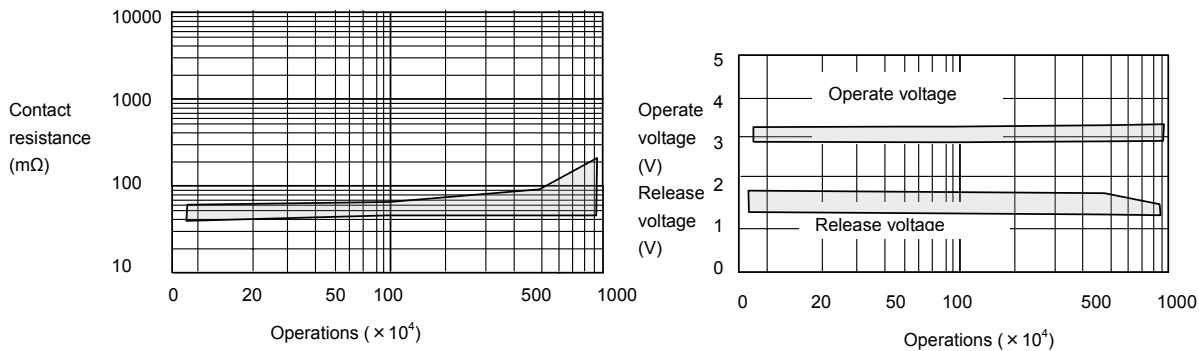 10000
1000
100
10
Contact
resistance
(mΩ)
0 20 50 100 500 1000
Operations (×10⁴)
5
4
3
2
1
0
Operate
voltage
(V)
Release
voltage
(V)
Operate voltage
Release voltage
0 20 50 100 500 1000
Operations (×10⁴)